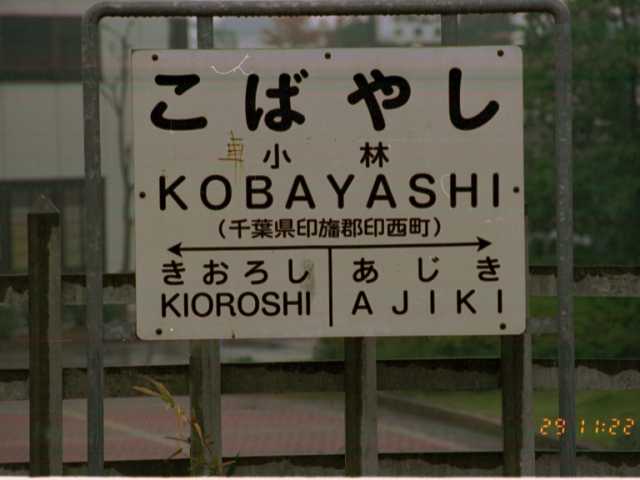 こばやし
小林
KOBAYASHI
(千葉県印旛郡印西町)
きおろし あじき
KIOROSHI AJIKI
29 11:22